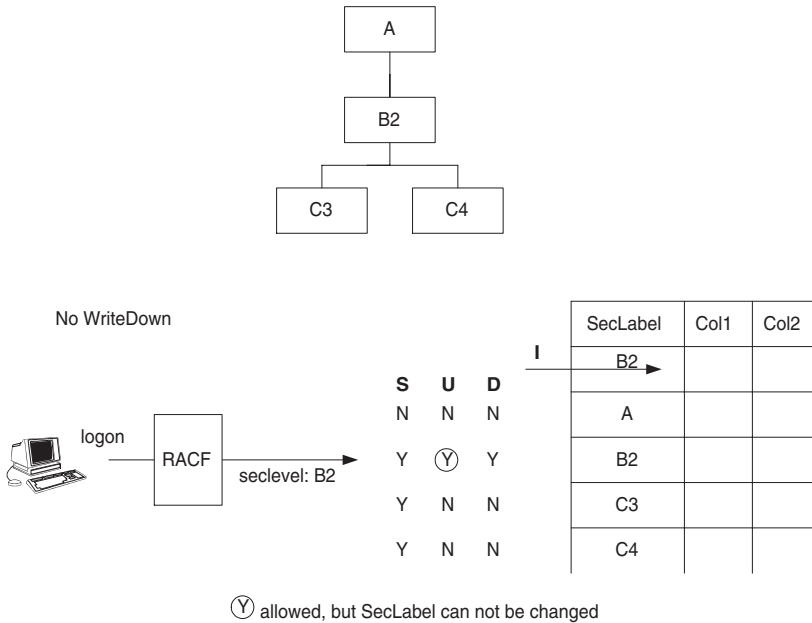 A
B2
C3 C4
No WriteDown
SecLabel Col1 Col2
I
B2
S U D
N N N A
logon
RACF
seclevel: B2
Y Y Y B2
Y N N C3
Y N N C4
Y allowed, but SecLabel can not be changed